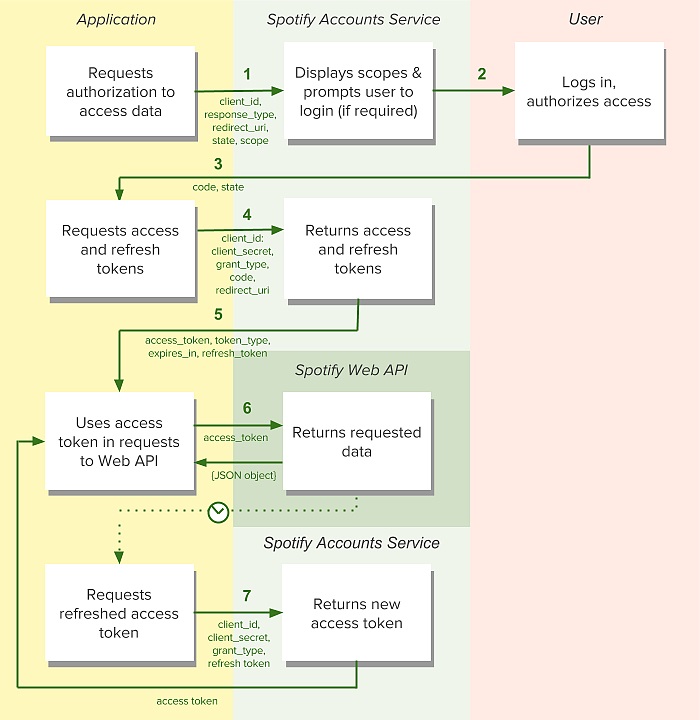 Application
Spotify Accounts Service
User
Requests
authorization to
access data
1
client_id,
response_type,
redirect_uri,
state, scope
Displays scopes &
prompts user to
login (if required)
2
Logs in,
authorizes access
3
code, state
Requests access
and refresh
tokens
4
client_id:
client_secret,
grant_type,
code,
redirect_uri
Returns access
and refresh
tokens
5
access_token, token_type,
expires_in, refresh_token
Spotify Web API
Uses access
token in requests
to Web API
6
access_token
{JSON object}
Returns requested
data
Spotify Accounts Service
Requests
refreshed access
token
7
client_id,
client_secret,
grant_type,
refresh token
Returns new
access token
access token